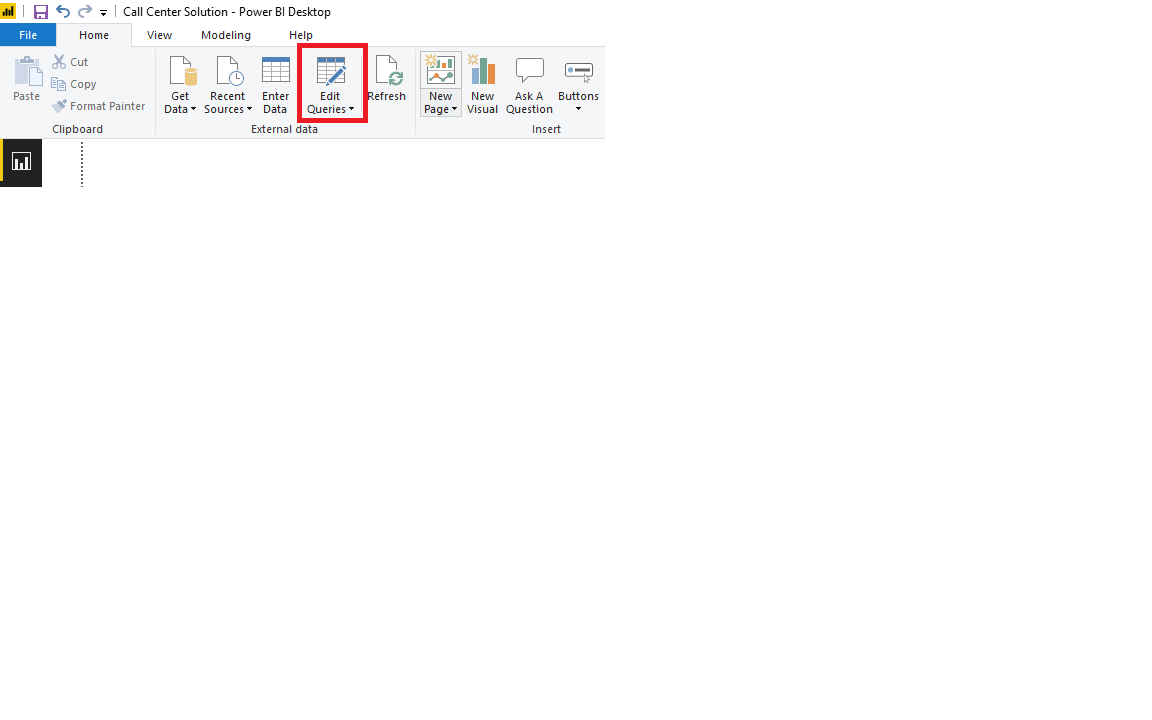 Call Center Solution - Power BI Desktop
File Home View Modeling Help
Paste
Cut
Copy
Format Painter
Clipboard
Get
Data
Recent
Sources
Enter
Data
Edit
Queries
Refresh
External data
New
Page
New
Visual
Ask A
Question
Buttons
Insert